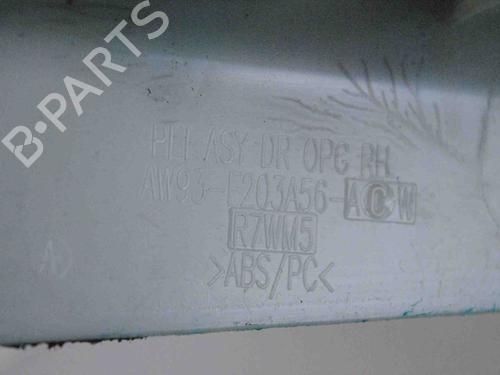 B-PARTS
PNL ASY DR OPG RH
AW93-F203A56-ACW
R7WM5
>ABS/PC<